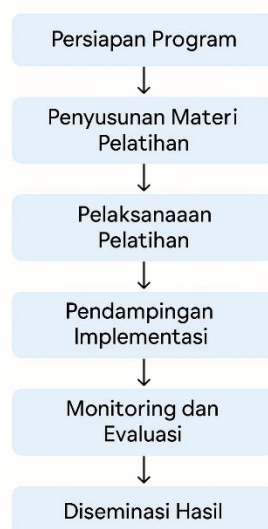 Persiapan Program
Penyusunan Materi
Pelatihan
Pelaksanaaan
Pelatihan
Pendampingan
Implementasi
Monitoring dan
Evaluasi
Diseminasi Hasil